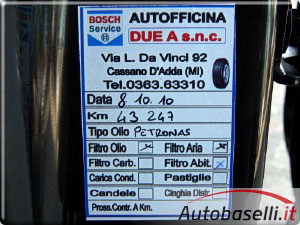 BOSCH Service AUTOFFICINA
DUE A s.n.c.
Via L. Da Vinci 92
Cassano D'Adda (MI)
Tel.0363.63310
Data 8.10.10
Km 43 247
Tipo Olio PETRONAS
Filtro Olio Filtro Aria
Filtro Carb. Filtro Abit.
Carica Cond. Pastiglie
Candele Cinghia Distr.
Pross.Contr. A Km.
Autobaselli.it